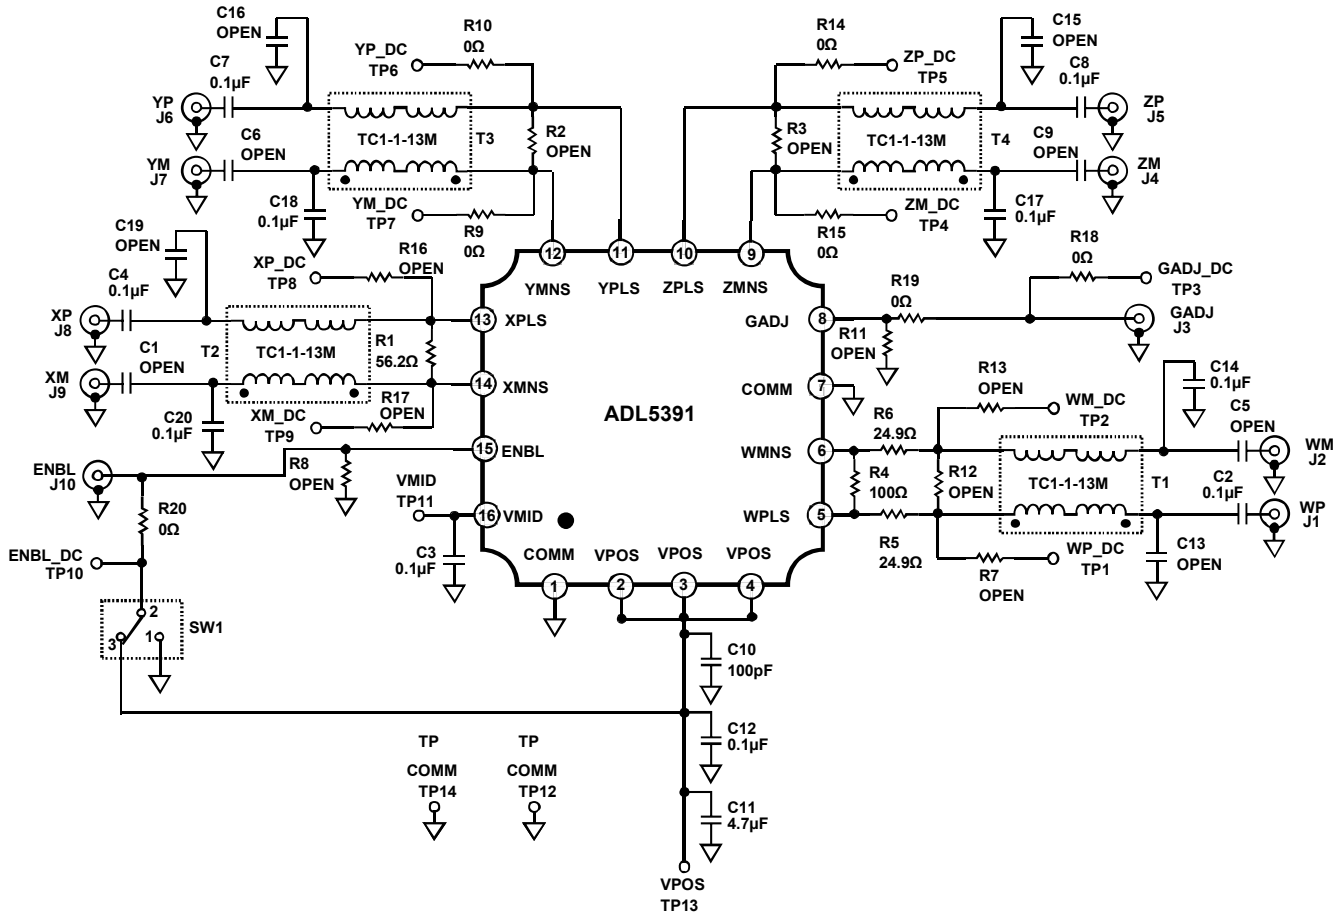 C16
OPEN
C7
0.1µF
YP
J6
C6
OPEN
YM
J7
C18
0.1µF
TC1-1-13M
T3
YP_DC
TP6
R10
0Ω
R2
OPEN
YM_DC
TP7
R9
0Ω
R14
0Ω
ZP_DC
TP5
C15
OPEN
C8
0.1µF
ZP
J5
R3
OPEN
TC1-1-13M
T4
C9
OPEN
ZM
J4
R15
0Ω
ZM_DC
TP4
C17
0.1µF
C19
OPEN
C4
0.1µF
XP
J8
C1
OPEN
XM
J9
C20
0.1µF
T2
TC1-1-13M
XP_DC
TP8
R16
OPEN
R1
56.2Ω
R17
OPEN
XM_DC
TP9
12
11
10
9
YMNS
YPLS
ZPLS
ZMNS
13
XPLS
14
XMNS
15
ENBL
16
VMID
ADL5391
GADJ
8
COMM
7
WMNS
6
WPLS
5
COMM
VPOS
VPOS
VPOS
1
2
3
4
R19
0Ω
R11
OPEN
R18
0Ω
GADJ_DC
TP3
GADJ
J3
R13
OPEN
WM_DC
TP2
C14
0.1µF
C5
OPEN
WM
J2
R6
24.9Ω
R4
100Ω
R12
OPEN
TC1-1-13M
T1
C2
0.1µF
WP
J1
R5
24.9Ω
R7
OPEN
WP_DC
TP1
C13
OPEN
ENBL
J10
R8
OPEN
R20
0Ω
VMID
TP11
C3
0.1µF
ENBL_DC
TP10
2
3
1
SW1
C10
100pF
C12
0.1µF
C11
4.7µF
TP
COMM
TP14
TP
COMM
TP12
VPOS
TP13